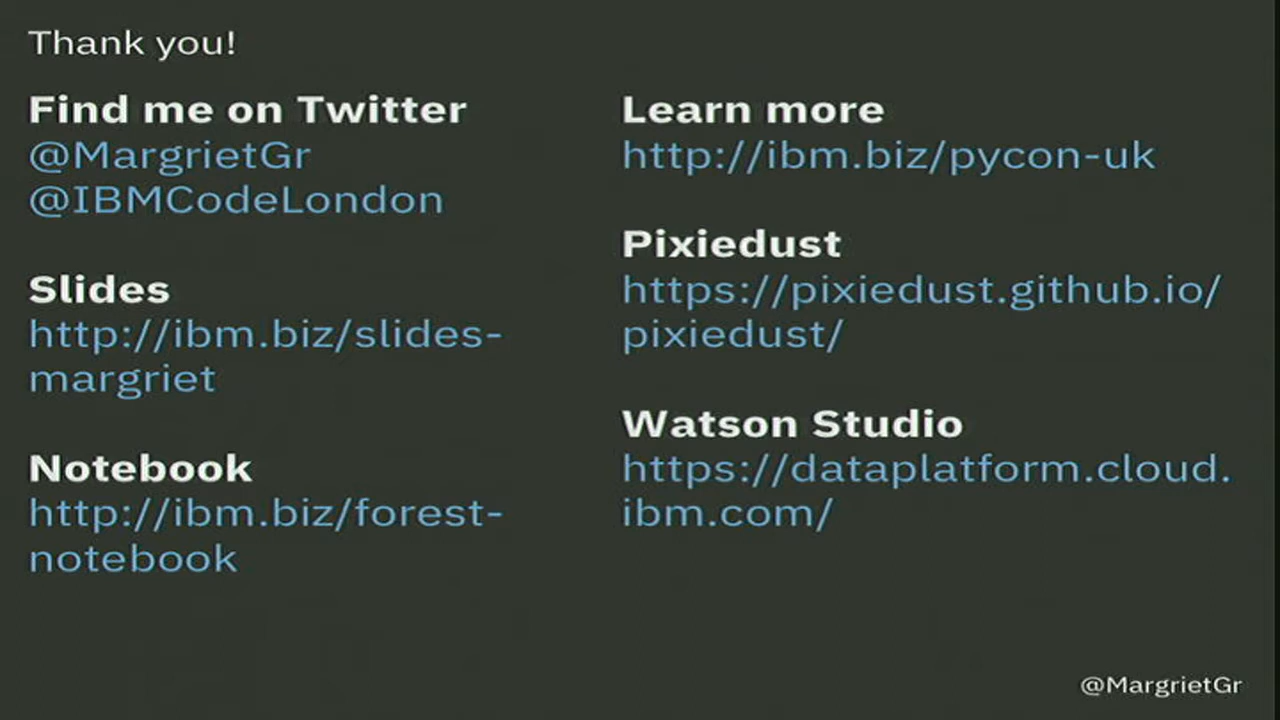 Thank you!
Find me on Twitter
@MargrietGr
@IBMCodeLondon
Slides
http://ibm.biz/slides-
margriet
Notebook
http://ibm.biz/forest-
notebook
Learn more
http://ibm.biz/pycon-uk
Pixiedust
https://pixiedust.github.io/
pixiedust/
Watson Studio
https://dataplatform.cloud.
ibm.com/
@MargrietGr